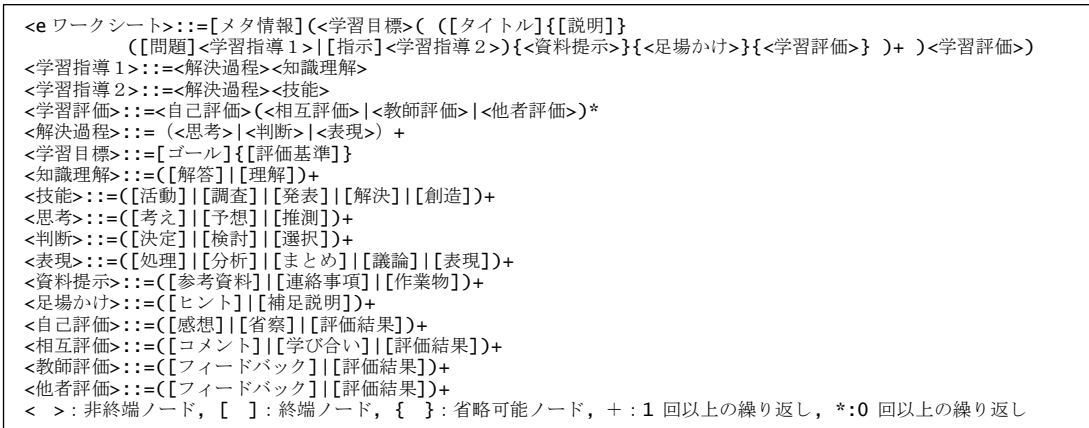 <eワークシート>::=[メタ情報](<学習目標>( ([タイトル]{[説明]}
([問題]<学習指導１>|[指示]<学習指導２>){<資料提示>}{<足場かけ>}{<学習評価>} )+ )<学習評価>)
<学習指導１>::=<解決過程><知識理解>
<学習指導２>::=<解決過程><技能>
<学習評価>::=<自己評価>(<相互評価>|<教師評価>|<他者評価>)*
<解決過程>::=（<思考>|<判断>|<表現>）+
<学習目標>::=[ゴール]{[評価基準]}
<知識理解>::=([解答]|[理解])+
<技能>::=([活動]|[調査]|[発表]|[解決]|[創造])+
<思考>::=([考え]|[予想]|[推測])+
<判断>::=([決定]|[検討]|[選択])+
<表現>::=([処理]|[分析]|[まとめ]|[議論]|[表現])+
<資料提示>::=([参考資料]|[連絡事項]|[作業物])+
<足場かけ>::=([ヒント]|[補足説明])+
<自己評価>::=([感想]|[省察]|[評価結果])+
<相互評価>::=([コメント]|[学び合い]|[評価結果])+
<教師評価>::=([フィードバック]|[評価結果])+
<他者評価>::=([フィードバック]|[評価結果])+
< >：非終端ノード, [ ]：終端ノード, { }：省略可能ノード, ＋：1 回以上の繰り返し, *:0 回以上の繰り返し